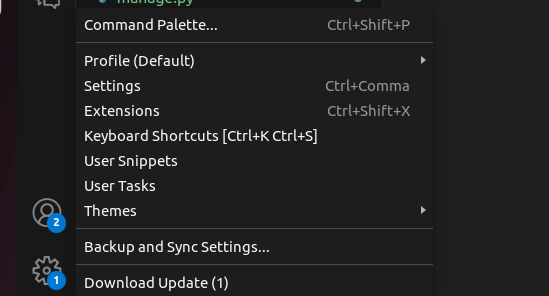 manage.py
Command Palette... Ctrl+Shift+P
Profile (Default)
Settings Ctrl+Comma
Extensions Ctrl+Shift+X
Keyboard Shortcuts [Ctrl+K Ctrl+S]
User Snippets
User Tasks
Themes
2
Backup and Sync Settings...
1
Download Update (1)